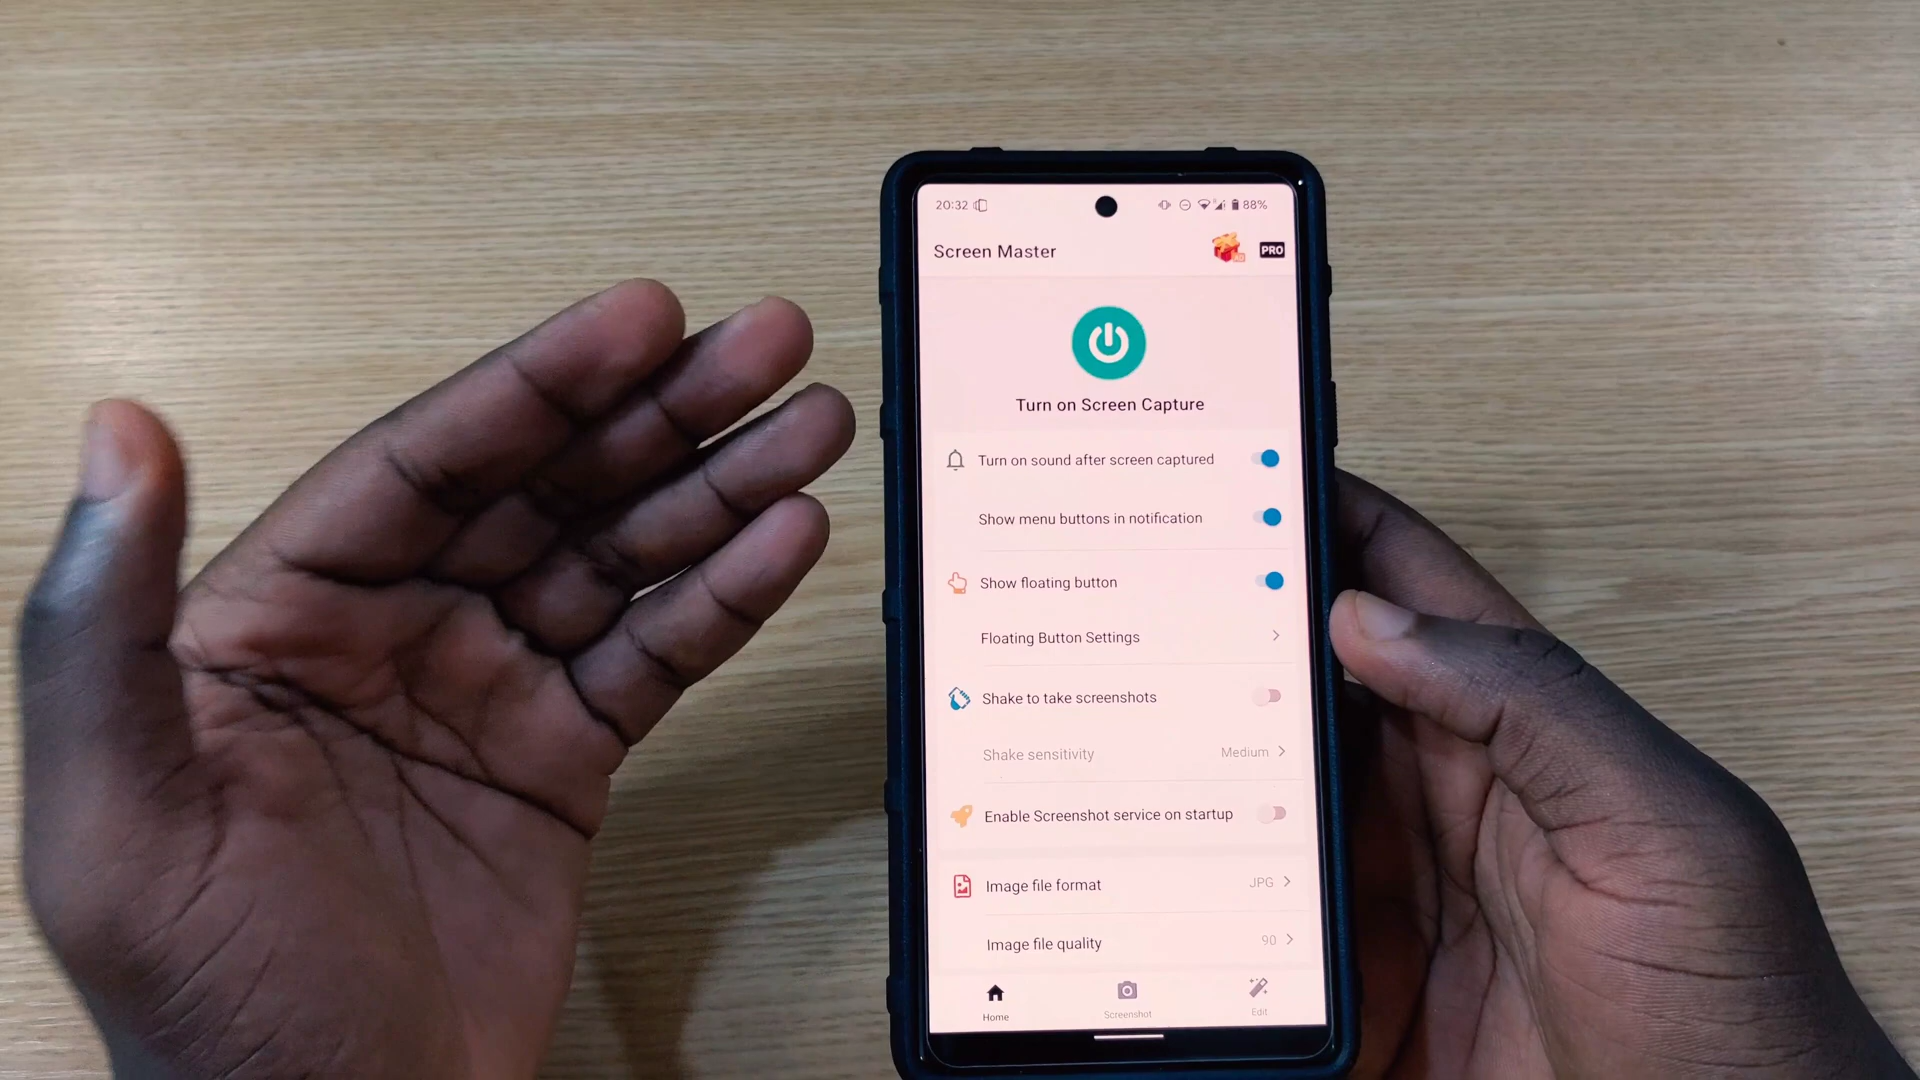 20:32 88%
Screen Master PRO
Turn on Screen Capture
Turn on sound after screen captured
Show menu buttons in notification
Show floating button
Floating Button Settings
Shake to take screenshots
Shake sensitivity Medium
Enable Screenshot service on startup
Image file format JPG
Image file quality 90
Home Screenshot Edit